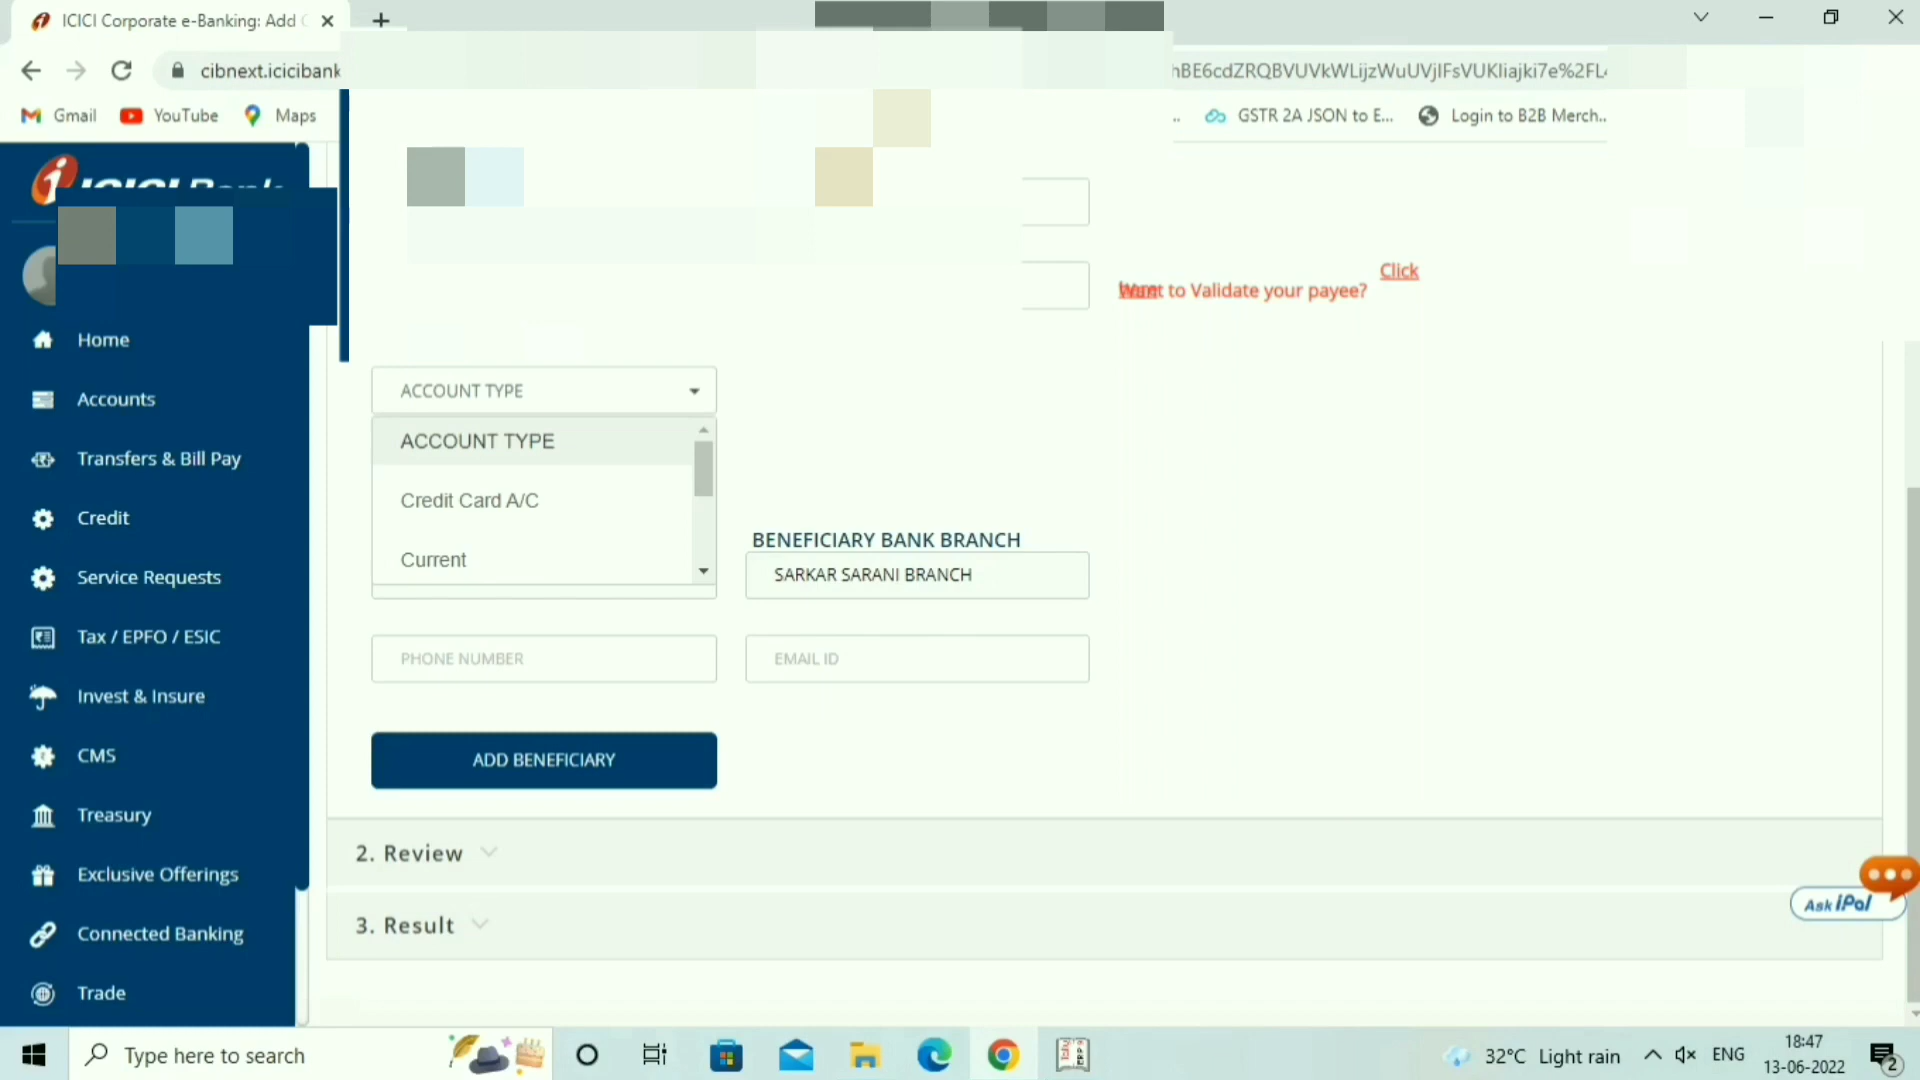 ICICI Corporate e-Banking: Add
cibnext.icicibank
hBE6cdZRQBVUVkWLijzWuUVjIFsVUKIiajki7e%2FL
Gmail
YouTube
Maps
..
GSTR 2A JSON to E...
Login to B2B Merch..
ICICI Bank
Click
Want to Validate your payee?
Home
Accounts
Transfers & Bill Pay
Credit
Service Requests
Tax / EPFO / ESIC
Invest & Insure
CMS
Treasury
Exclusive Offerings
Connected Banking
Trade
ACCOUNT TYPE
ACCOUNT TYPE
Credit Card A/C
Current
BENEFICIARY BANK BRANCH
SARKAR SARANI BRANCH
PHONE NUMBER
EMAIL ID
ADD BENEFICIARY
2. Review
3. Result
Ask iPal
Type here to search
32°C Light rain
ENG
18:47
13-06-2022
2